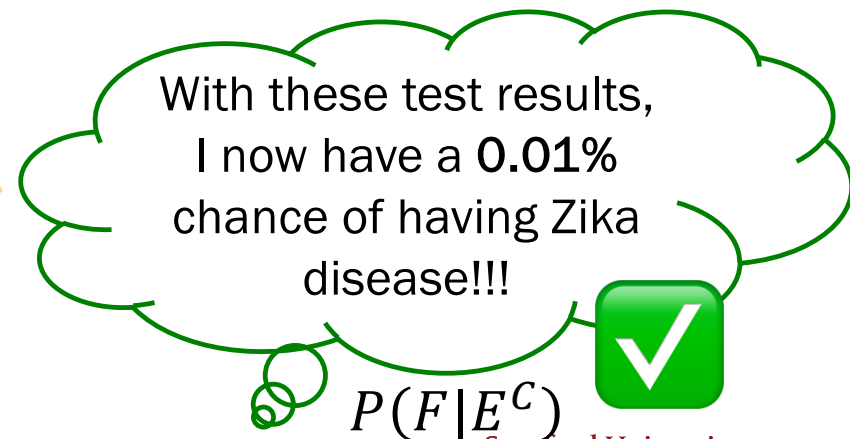 With these test results,
I now have a 0.01%
chance of having Zika
disease!!!
P(F|E^C)